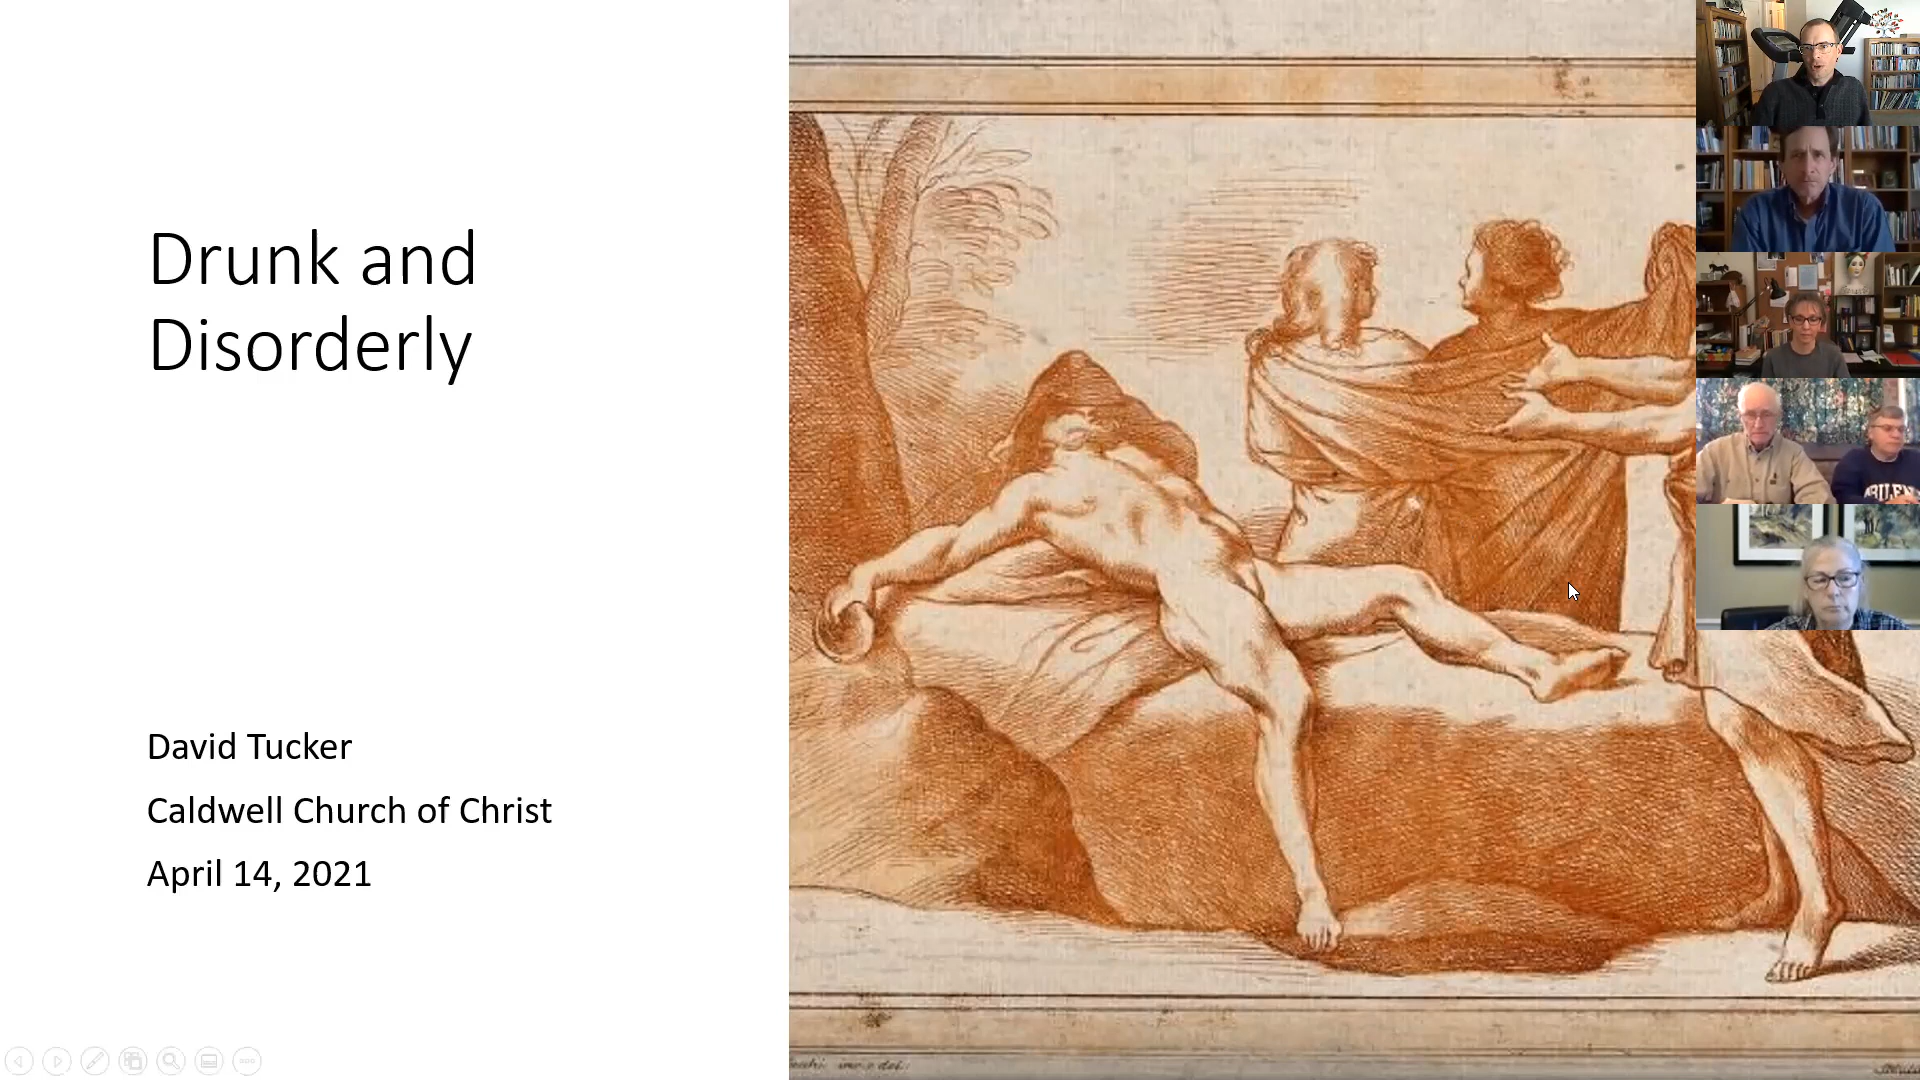 Drunk and
Disorderly
David Tucker
Caldwell Church of Christ
April 14, 2021